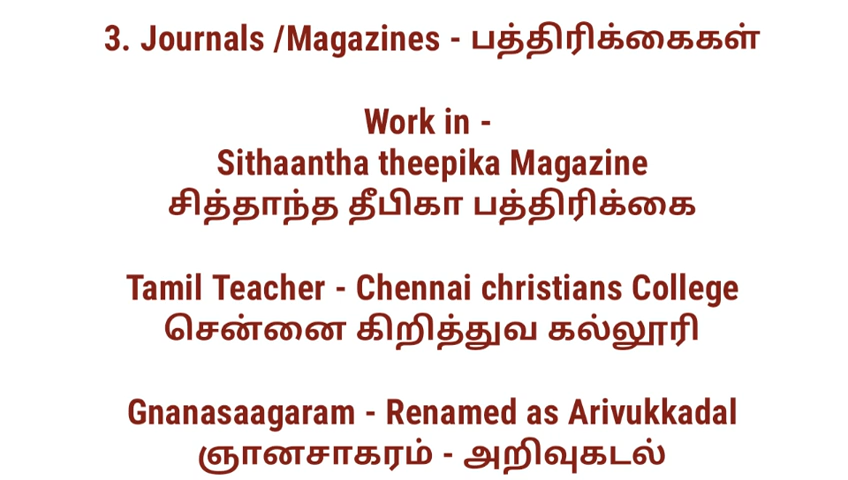 3. Journals /Magazines - பத்திரிக்கைகள்
Work in -
Sithaantha theepika Magazine
சித்தாந்த தீபிகா பத்திரிக்கை
Tamil Teacher - Chennai christians College
சென்னை கிறித்துவ கல்லூரி
Gnanasaagaram - Renamed as Arivukkadal
ஞானசாகரம் - அறிவுகடல்